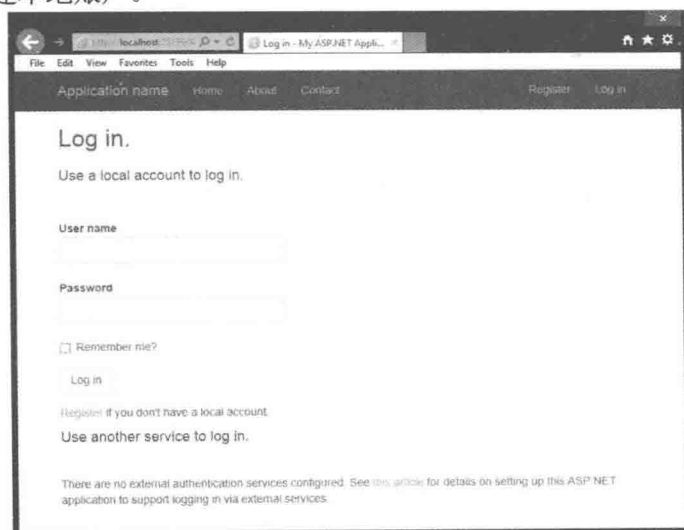 Log in - My ASP.NET Appli...
File Edit View Favorites Tools Help
Application name Home About Contact Register Log in
Log in.
Use a local account to log in.
User name
Password
Remember me?
Log in
Register if you don't have a local account.
Use another service to log in.
There are no external authentication services configured. See this article for details on setting up this ASP.NET
application to support logging in via external services.